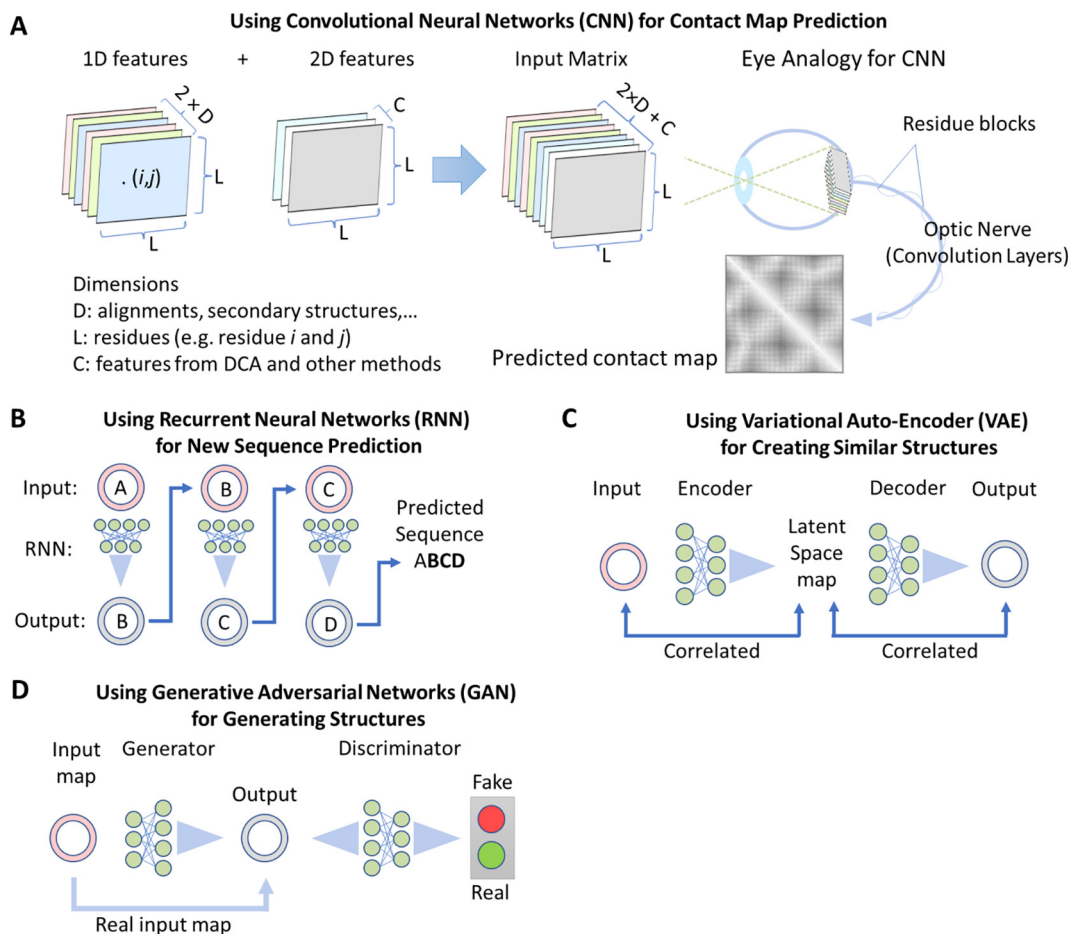 A
Using Convolutional Neural Networks (CNN) for Contact Map Prediction
1D features + 2D features
Input Matrix
Eye Analogy for CNN
2 × D
. (i,j)
L
L
C
L
L
2×D + C
L
L
Residue blocks
Optic Nerve
(Convolution Layers)
Dimensions
D: alignments, secondary structures,...
L: residues (e.g. residue i and j)
C: features from DCA and other methods
Predicted contact map
B
Using Recurrent Neural Networks (RNN)
for New Sequence Prediction
Input:
A
B
C
RNN:
Output:
B
C
D
Predicted
Sequence
ABCD
C
Using Variational Auto-Encoder (VAE)
for Creating Similar Structures
Input
Encoder
Latent
Space
map
Decoder
Output
Correlated
Correlated
D
Using Generative Adversarial Networks (GAN)
for Generating Structures
Input
map
Generator
Output
Discriminator
Fake
Real
Real input map